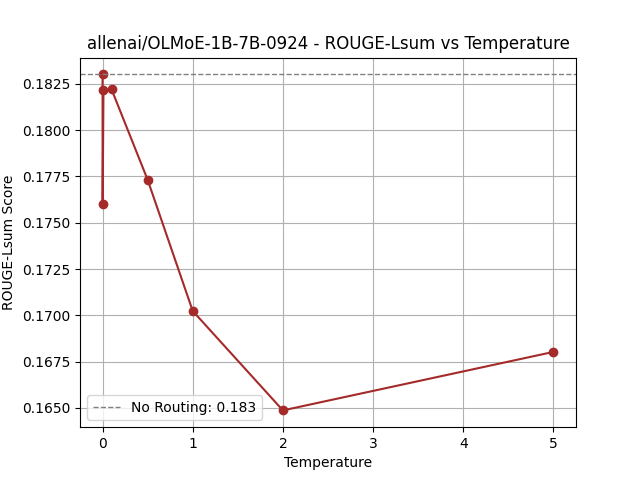 allenai/OLMoE-1B-7B-0924 - ROUGE-Lsum vs Temperature
ROUGE-Lsum Score
0.1825
0.1800
0.1775
0.1750
0.1725
0.1700
0.1675
0.1650
No Routing: 0.183
0 1 2 3 4 5
Temperature